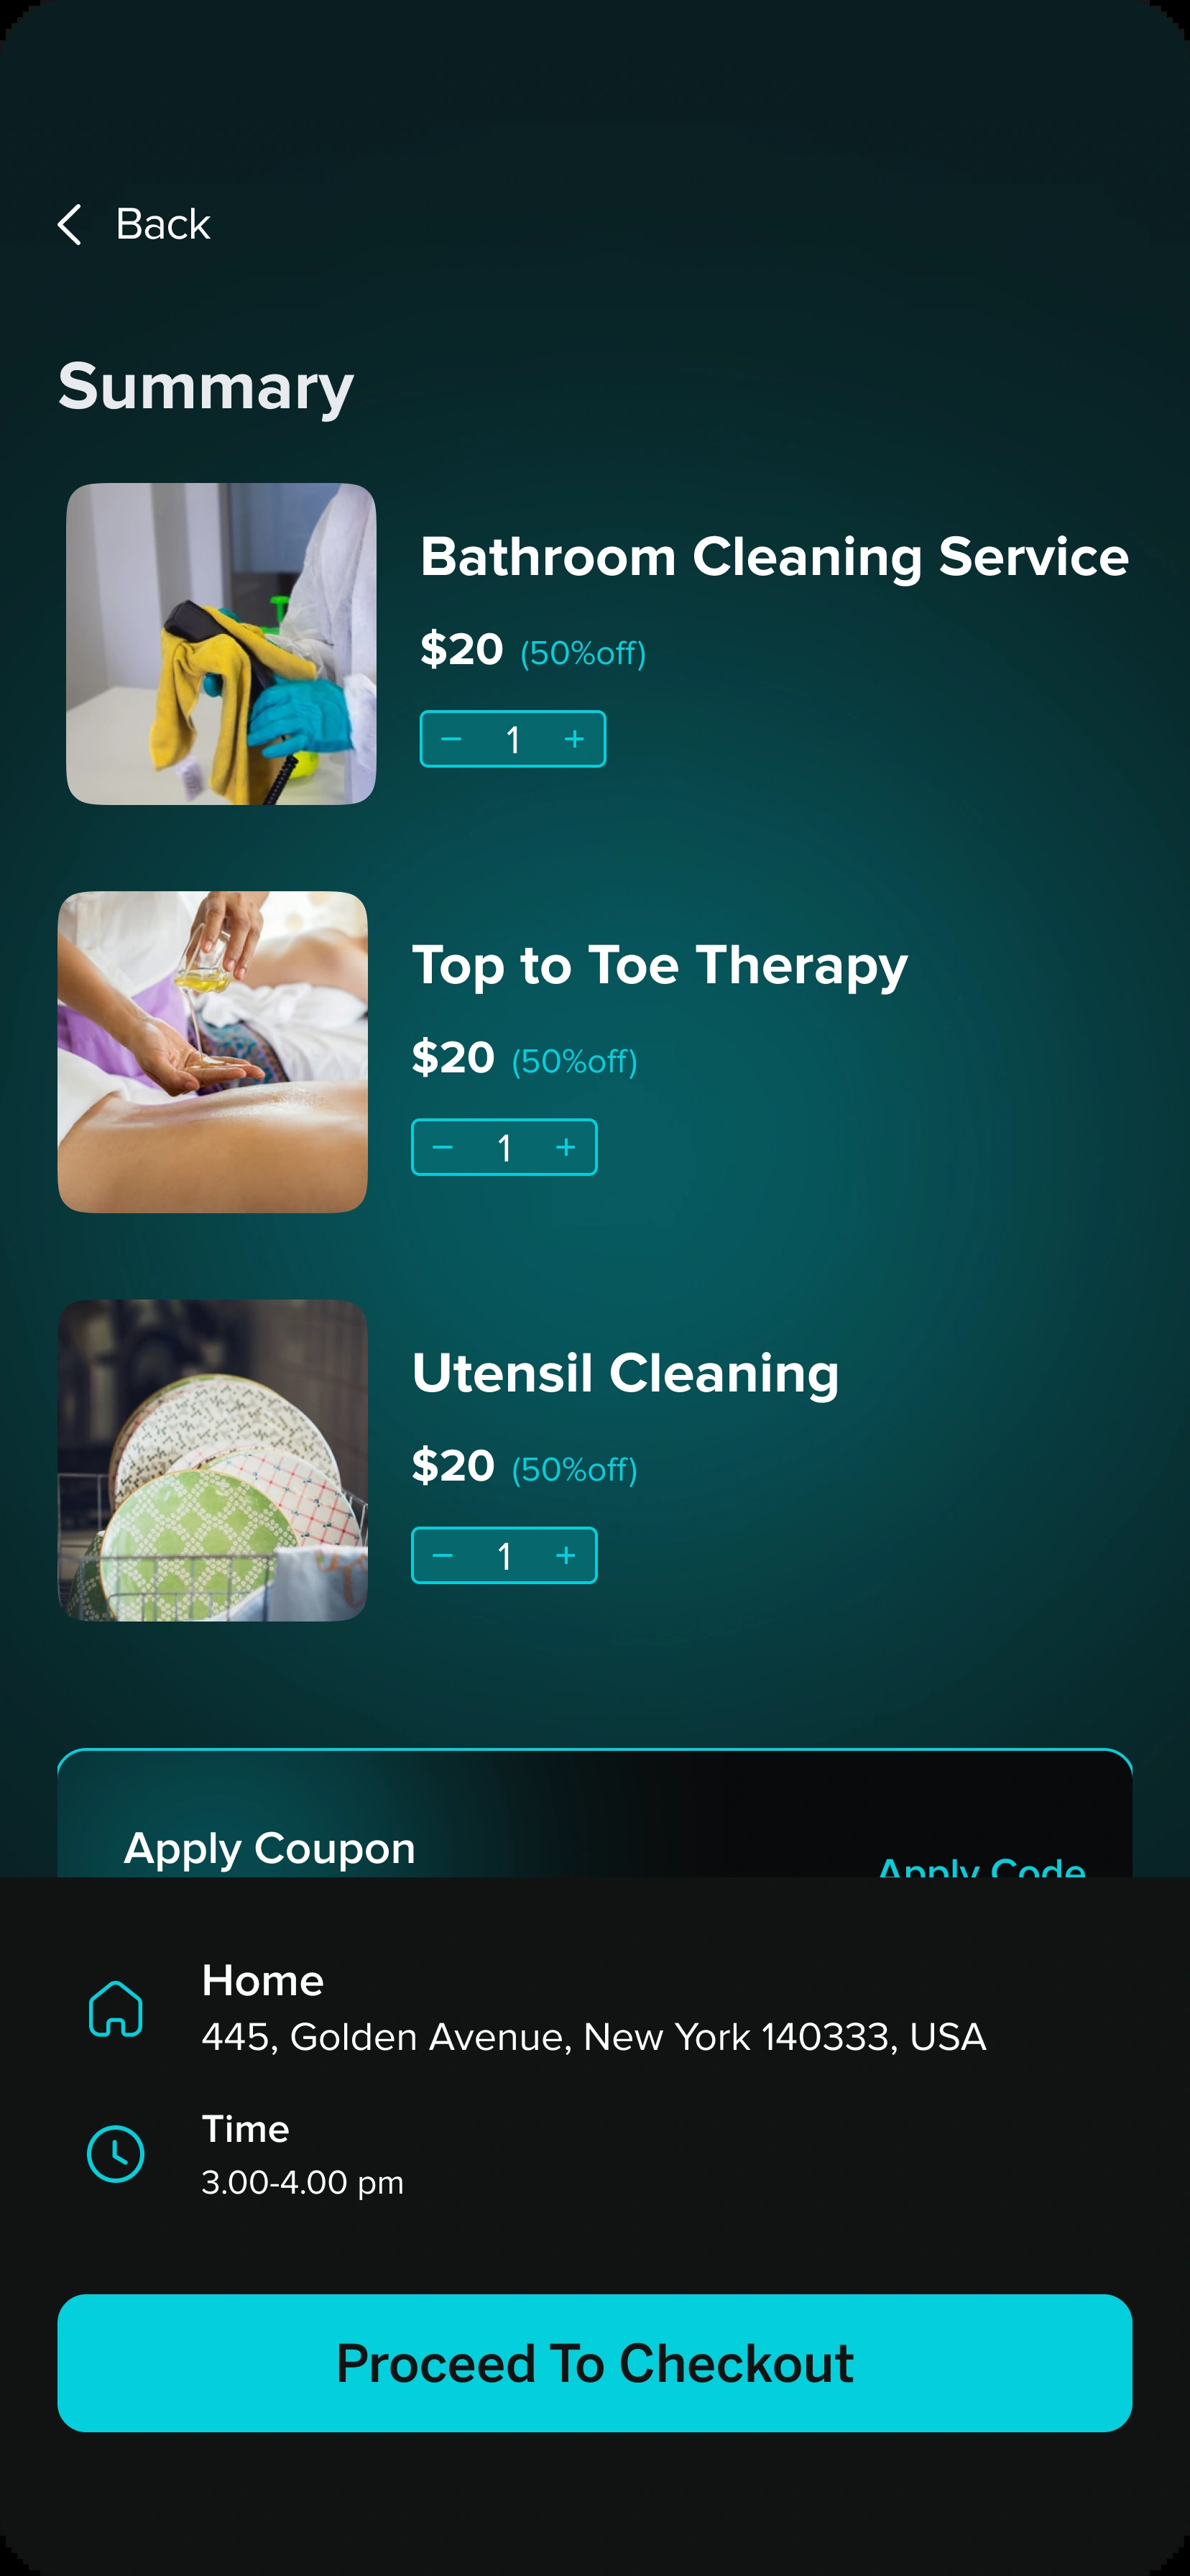 Back
Summary
Bathroom Cleaning Service
$20 (50%off)
− 1 +
Top to Toe Therapy
$20 (50%off)
− 1 +
Utensil Cleaning
$20 (50%off)
− 1 +
Apply Coupon
Apply Code
Home
445, Golden Avenue, New York 140333, USA
Time
3.00-4.00 pm
Proceed To Checkout